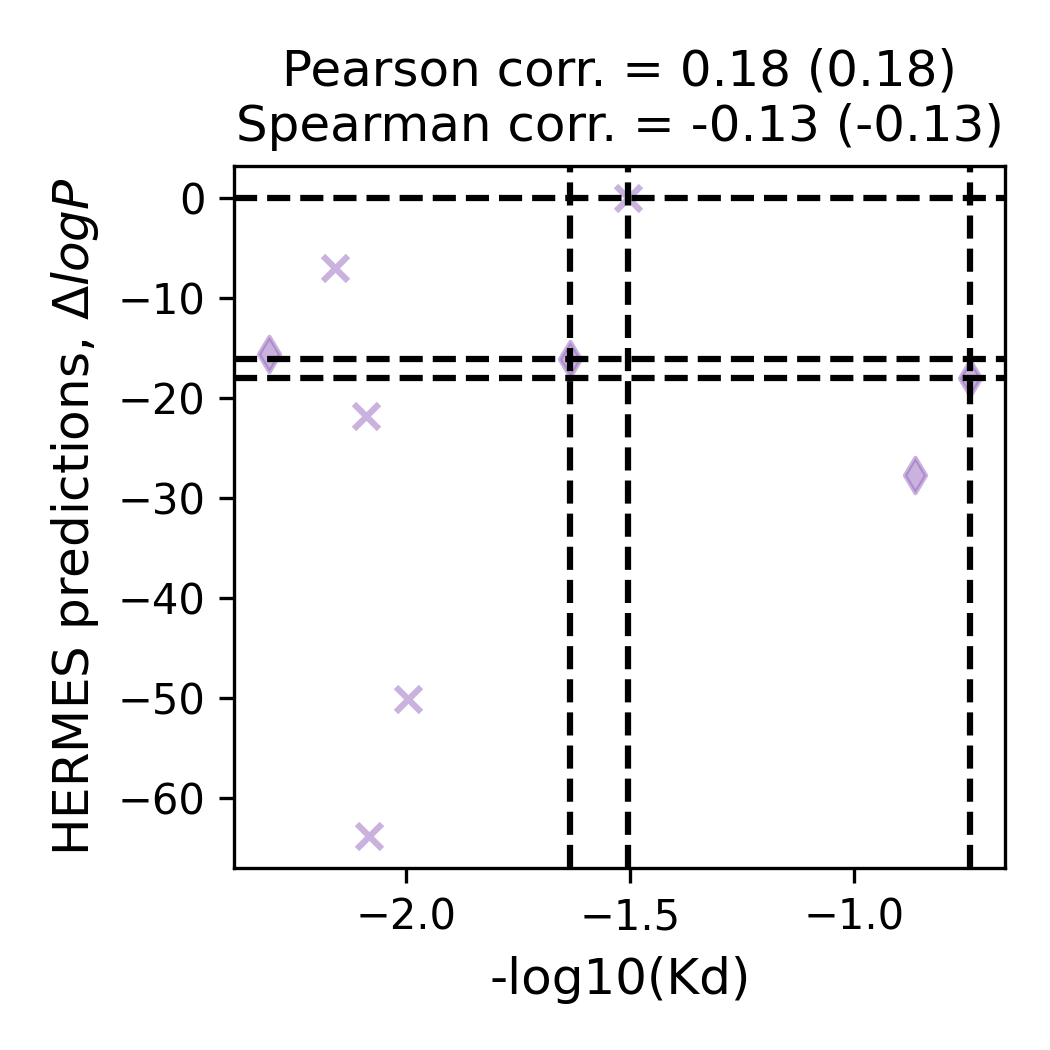 Pearson corr. = 0.18 (0.18)
Spearman corr. = -0.13 (-0.13)
HERMES predictions, ΔlogP
0
−10
−20
−30
−40
−50
−60
−2.0
−1.5
−1.0
-log10(Kd)